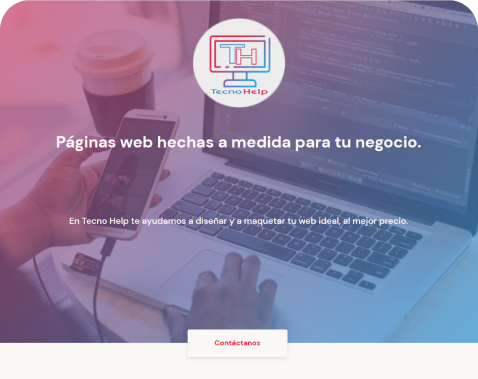 TH
TecnoHelp
Páginas web hechas a medida para tu negocio.
En Tecno Help te ayudamos a diseñar y a maquetar tu web ideal, al mejor precio.
Contáctanos